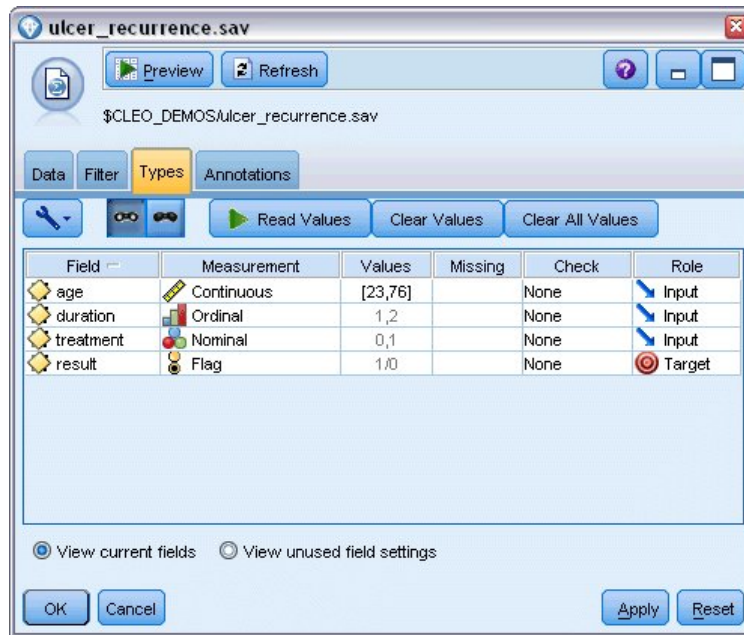 ulcer_recurrence.sav
Preview Refresh
$CLEO_DEMOS/ulcer_recurrence.sav
Data Filter Types Annotations
Read Values Clear Values Clear All Values
Field Measurement Values Missing Check Role
age Continuous [23,76] None Input
duration Ordinal 1,2 None Input
treatment Nominal 0,1 None Input
result Flag 1/0 None Target
View current fields View unused field settings
OK Cancel Apply Reset